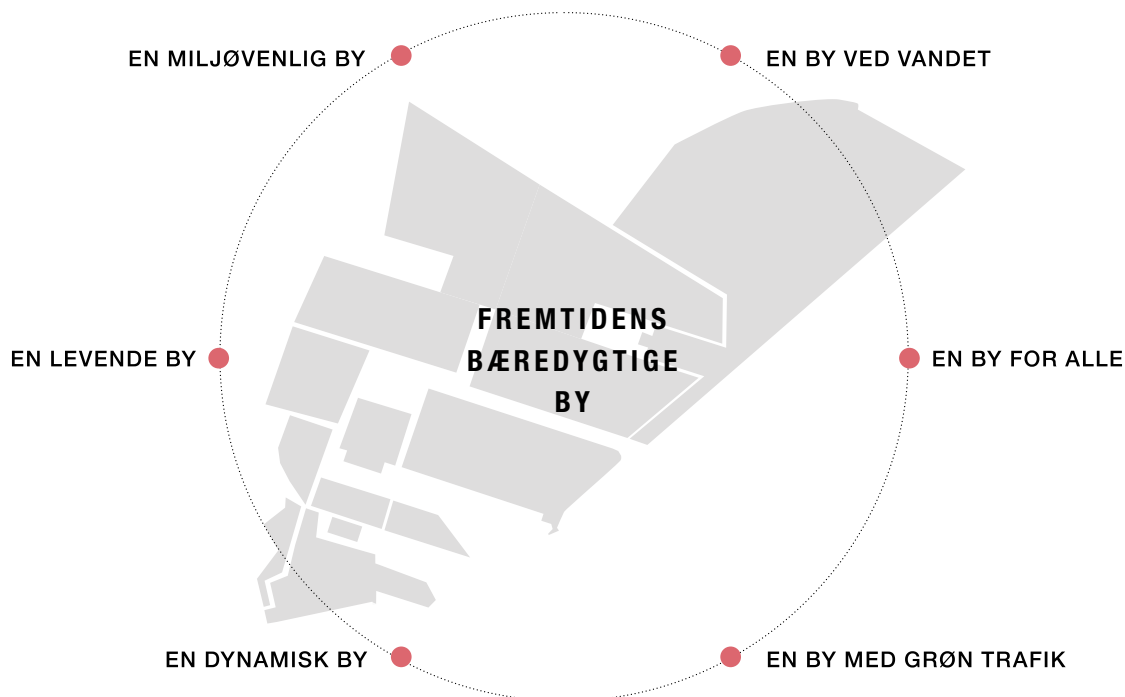 EN MILJØVENLIG BY
EN BY VED VANDET
FREMTIDENS
BÆREDYGTIGE
BY
EN LEVENDE BY
EN BY FOR ALLE
EN DYNAMISK BY
EN BY MED GRØN TRAFIK